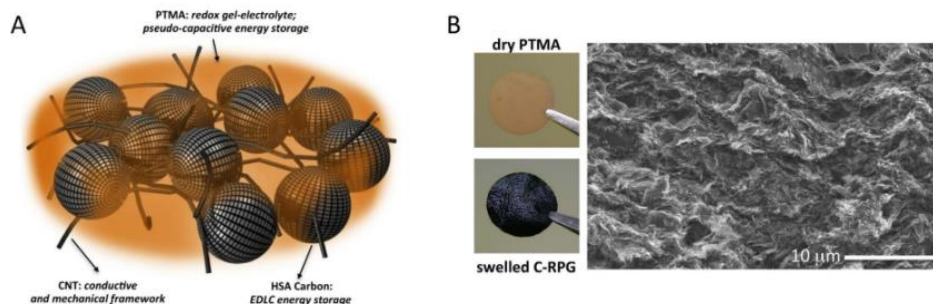 A
PTMA: redox gel-electrolyte;
pseudo-capacitive energy storage
CNT: conductive
and mechanical framework
HSA Carbon:
EDLC energy storage
B
dry PTMA
swelled C-RPG
10 µm